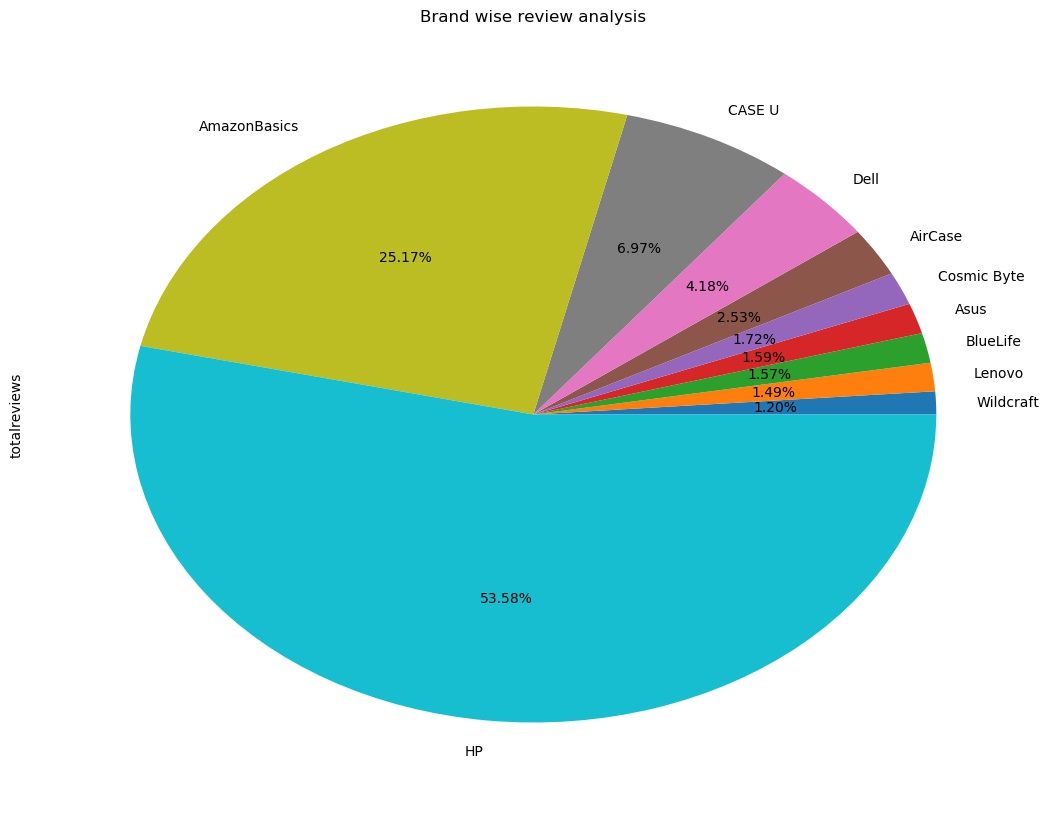 Brand wise review analysis
CASE U
AmazonBasics
Dell
AirCase
6.97%
25.17%
Cosmic Byte
4.18%
Asus
2.53%
1.72%
BlueLife
1.59%
Lenovo
1.57%
1.49%
Wildcraft
1.20%
totalreviews
53.58%
HP